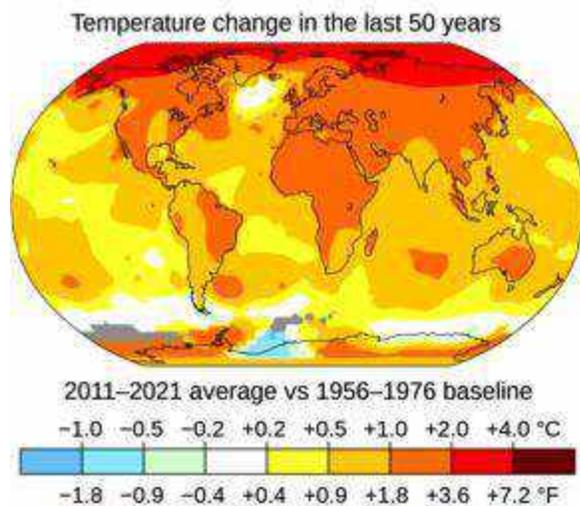 Temperature change in the last 50 years
2011–2021 average vs 1956–1976 baseline
−1.0 −0.5 −0.2 +0.2 +0.5 +1.0 +2.0 +4.0 °C
−1.8 −0.9 −0.4 +0.4 +0.9 +1.8 +3.6 +7.2 °F